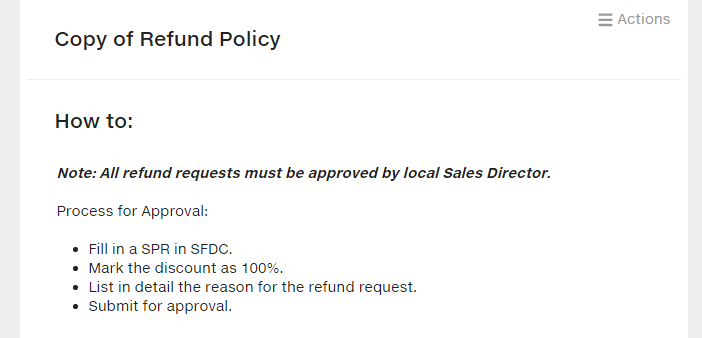 Actions
Copy of Refund Policy
How to:
Note: All refund requests must be approved by local Sales Director.
Process for Approval:
• Fill in a SPR in SFDC.
• Mark the discount as 100%.
• List in detail the reason for the refund request.
• Submit for approval.